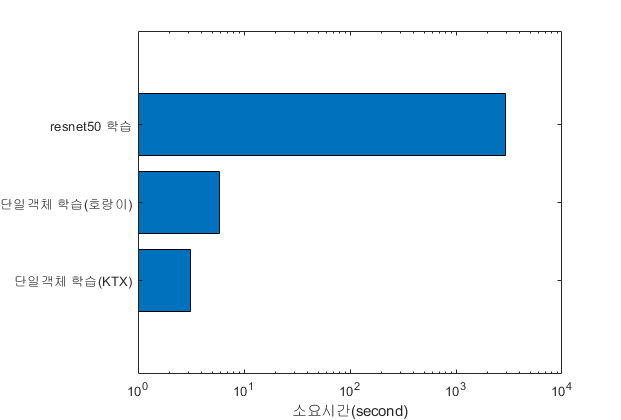 resnet50 학습
단일객체 학습(호랑이)
단일객체 학습(KTX)
10⁰ 10¹ 10² 10³ 10⁴
소요시간(second)